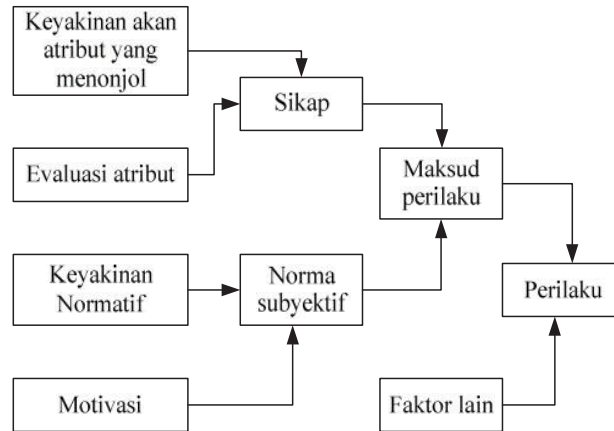 Keyakinan akan
atribut yang
menonjol
Sikap
Evaluasi atribut
Maksud
perilaku
Keyakinan
Normatif
Norma
subyektif
Perilaku
Motivasi
Faktor lain